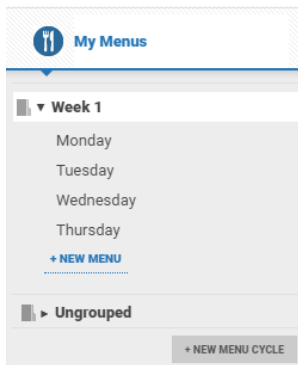 My Menus
Week 1
Monday
Tuesday
Wednesday
Thursday
+ NEW MENU
Ungrouped
+ NEW MENU CYCLE